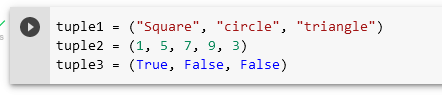 tuple1 = ("Square", "circle", "triangle")
tuple2 = (1, 5, 7, 9, 3)
tuple3 = (True, False, False)